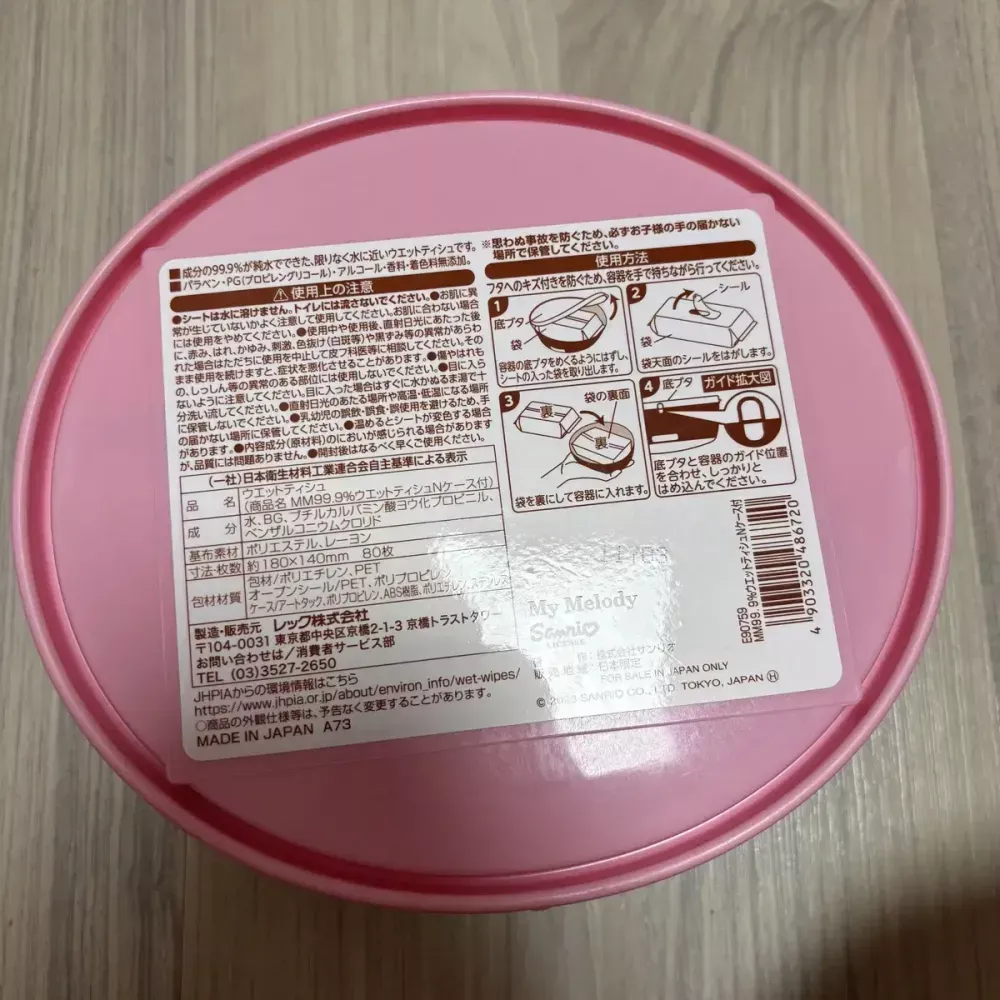 ■成分の99.9%が純水でできた、限りなく水に近いウエットティシュです。
■パラベン・PG(プロピレングリコール)・アルコール・香料・着色料無添加。
⚠使用上の注意
●シートは水に溶けません。トイレには流さないでください。●お肌に異
常が生じていないかよく注意して使用してください。お肌に合わない場合
には使用をやめてください。●使用中や使用後、直射日光にあたった後
に、赤み、はれ、かゆみ、刺激、色抜け(白斑等)や黒ずみ等の異常があらわ
れた場合はただちに使用を中止して皮フ科医等に相談してください。その
まま使用を続けますと、症状を悪化させることがあります。●傷やはれも
の、しっしん等の異常のある部位には使用しないでください。●目に入ら
ないように注意してください。目に入った場合はすぐに水かぬるま湯で十
分洗い流してください。●直射日光のあたる場所や高温・低温になる場所
に保管しないでください。●乳幼児の誤飲・誤食・誤使用を避けるため、手
の届かない場所に保管してください。●温めるとシートが変色する場合
があります。●内容成分(原材料)のにおいが感じられる場合があります
が、品質には問題ありません。●開封後はなるべく早くご使用ください。
(一社)日本衛生材料工業連合会自主基準による表示
品 名 ウエットティシュ
(商品名 MM99.9%ウエットティシュNケース付)
成 分 水、BG、ブチルカルバミン酸ヨウ化プロピニル、
ベンザルコニウムクロリド
基布素材 ポリエステル、レーヨン
寸法・枚数 約180×140mm 80枚
包材材質 包材/ポリエチレン、PET
オープンシール/PET、ポリプロピレン
ケース/アートタック、ポリプロピレン、ABS樹脂、ポリエチレン、ステンレス
製造・販売元 レック株式会社
〒104-0031 東京都中央区京橋2-1-3 京橋トラストタワー
お問い合わせは/消費者サービス部
TEL (03)3527-2650
JHPIAからの環境情報はこちら
https://www.jhpia.or.jp/about/environ_info/wet-wipes/
○商品の外観仕様等は、予告なく変更することがあります。
MADE IN JAPAN A73
※思わぬ事故を防ぐため、必ずお子様の手の届かない
場所で保管してください。
使用方法
フタへのキズ付きを防ぐため、容器を手で持ちながら行ってください。
1
底ブタ
袋
容器の底ブタをめくるようにはずし、
シートの入った袋を取り出します。
2
シール
袋
袋天面のシールをはがします。
3
袋の裏面
裏
裏
袋を裏にして容器に入れます。
4
底ブタ ガイド拡大図
底ブタと容器のガイド位置
を合わせ、しっかりと
はめ込んでください。
My Melody
Sanrio
LICENSE
作:株式会社サンリオ
販売地域:日本限定
FOR SALE IN JAPAN ONLY
© 2023 SANRIO CO., LTD. TOKYO, JAPAN Ⓗ
E90759
MM99.9%ウエットティシュNケース付
4 903320 486720